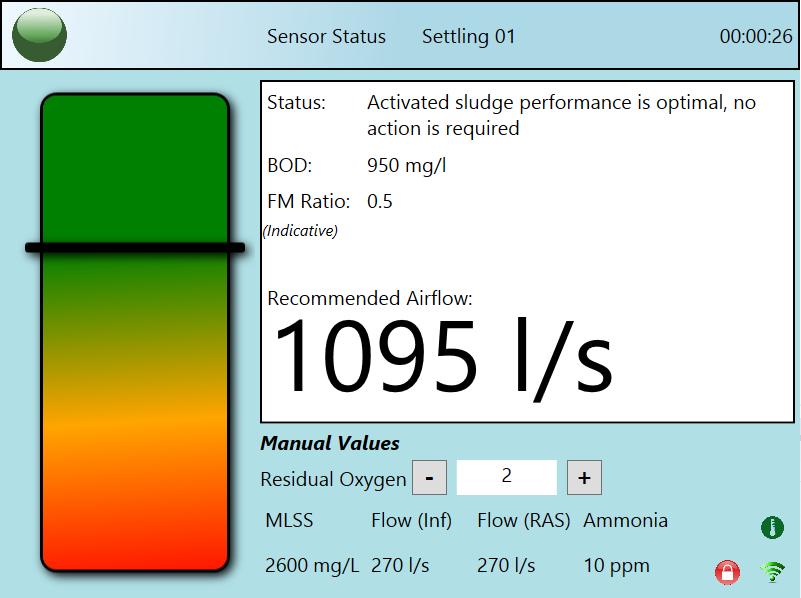 Sensor Status Settling 01 00:00:26
Status: Activated sludge performance is optimal, no
action is required
BOD: 950 mg/l
FM Ratio: 0.5
(Indicative)
Recommended Airflow:
1095 l/s
Manual Values
Residual Oxygen - 2 +
MLSS Flow (Inf) Flow (RAS) Ammonia
2600 mg/L 270 l/s 270 l/s 10 ppm